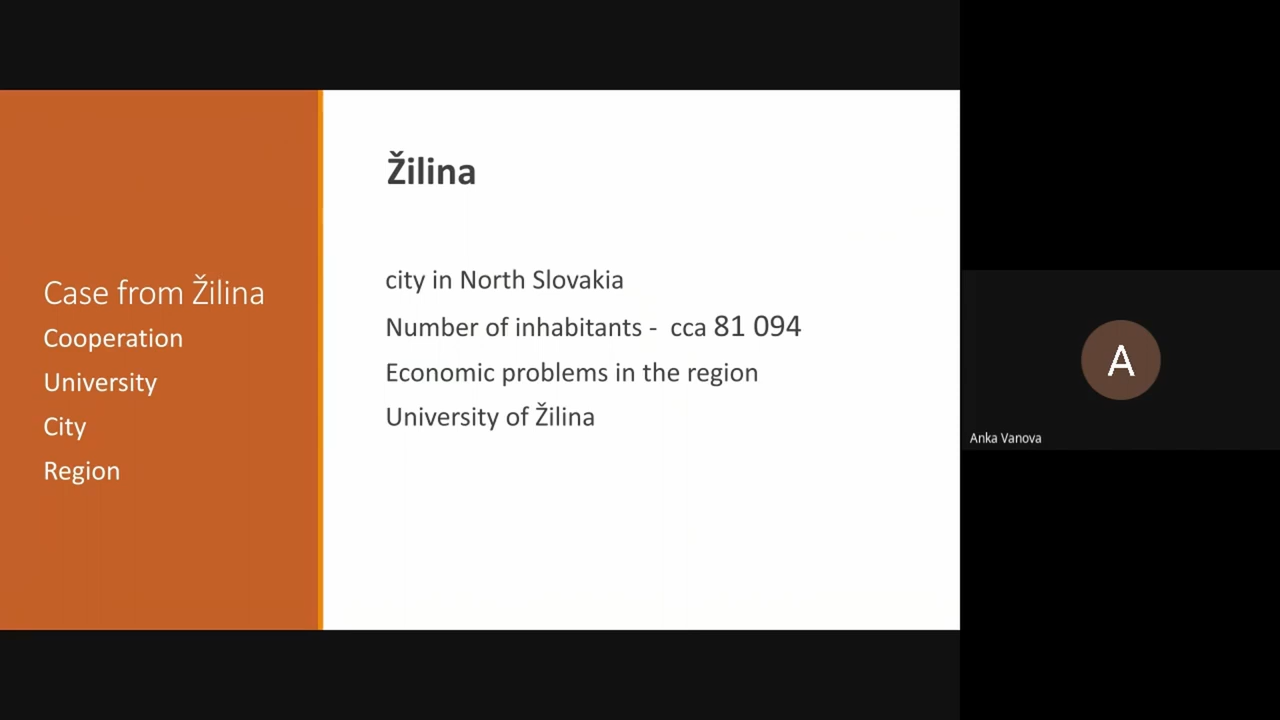 Case from Žilina
Cooperation
University
City
Region
Žilina
city in North Slovakia
Number of inhabitants - cca 81 094
Economic problems in the region
University of Žilina
A
Anka Vanova